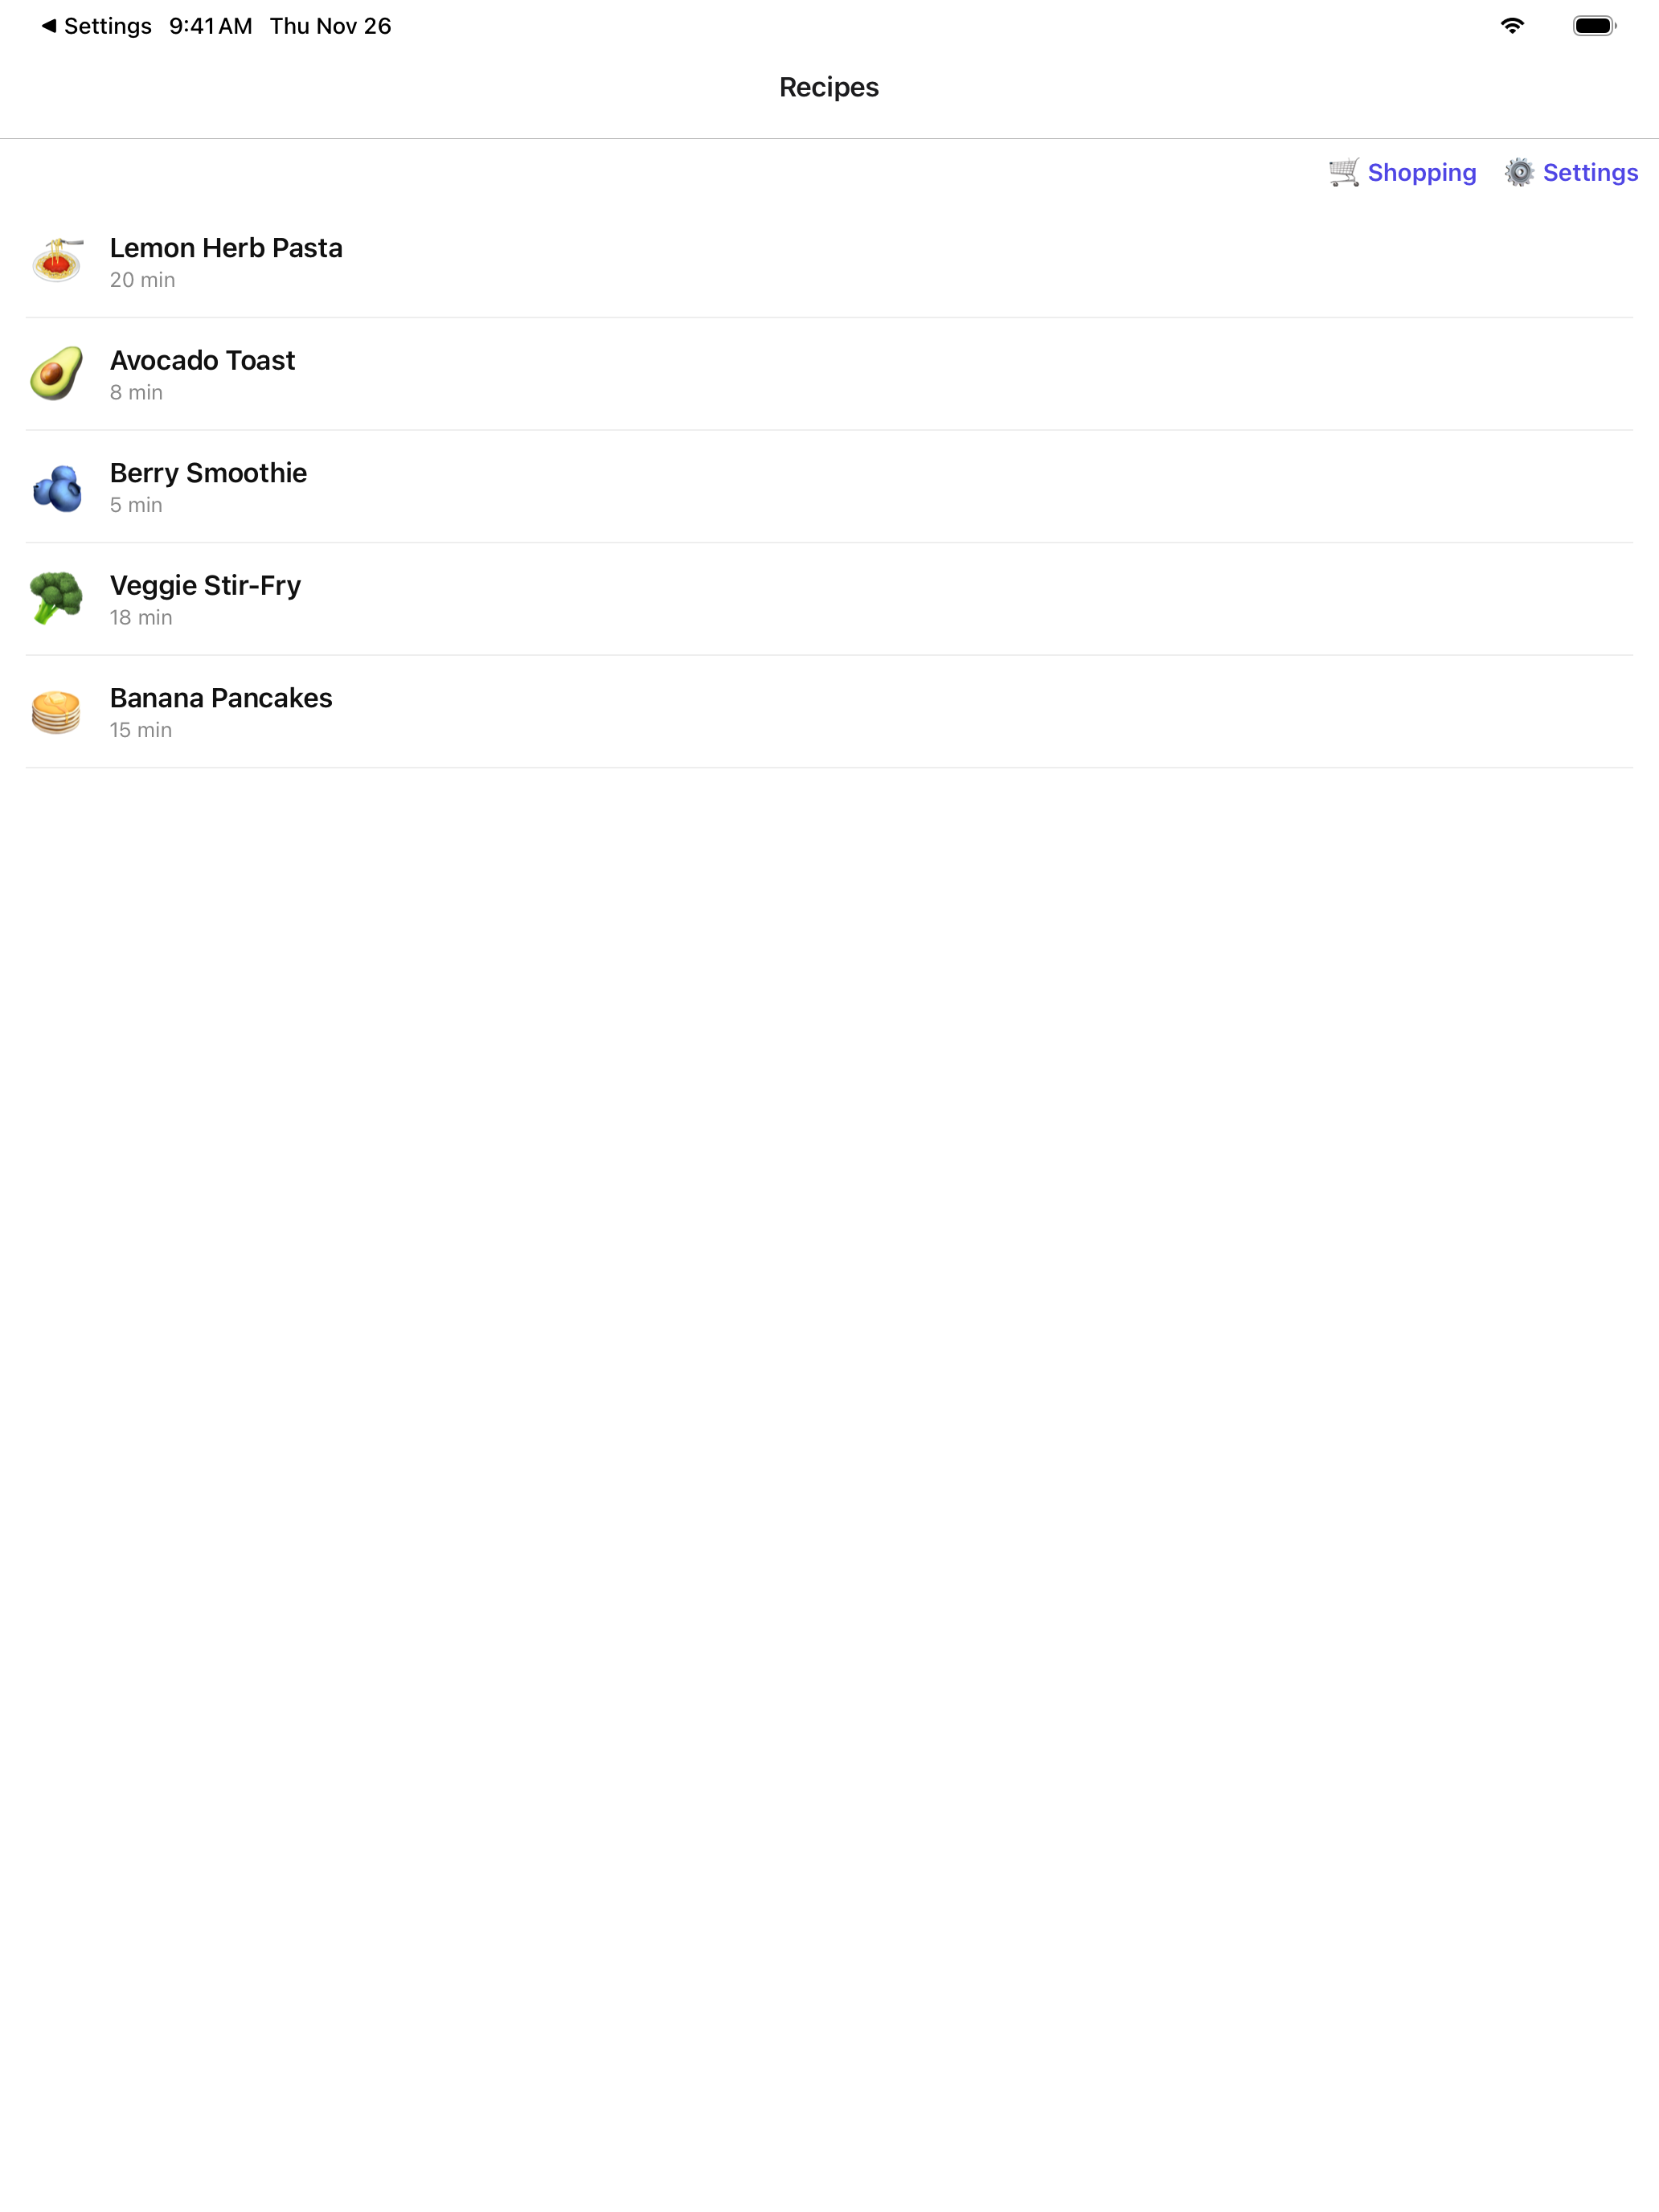 ◀ Settings 9:41 AM Thu Nov 26
Recipes
🛒 Shopping ⚙️ Settings
Lemon Herb Pasta
20 min
Avocado Toast
8 min
Berry Smoothie
5 min
Veggie Stir-Fry
18 min
Banana Pancakes
15 min